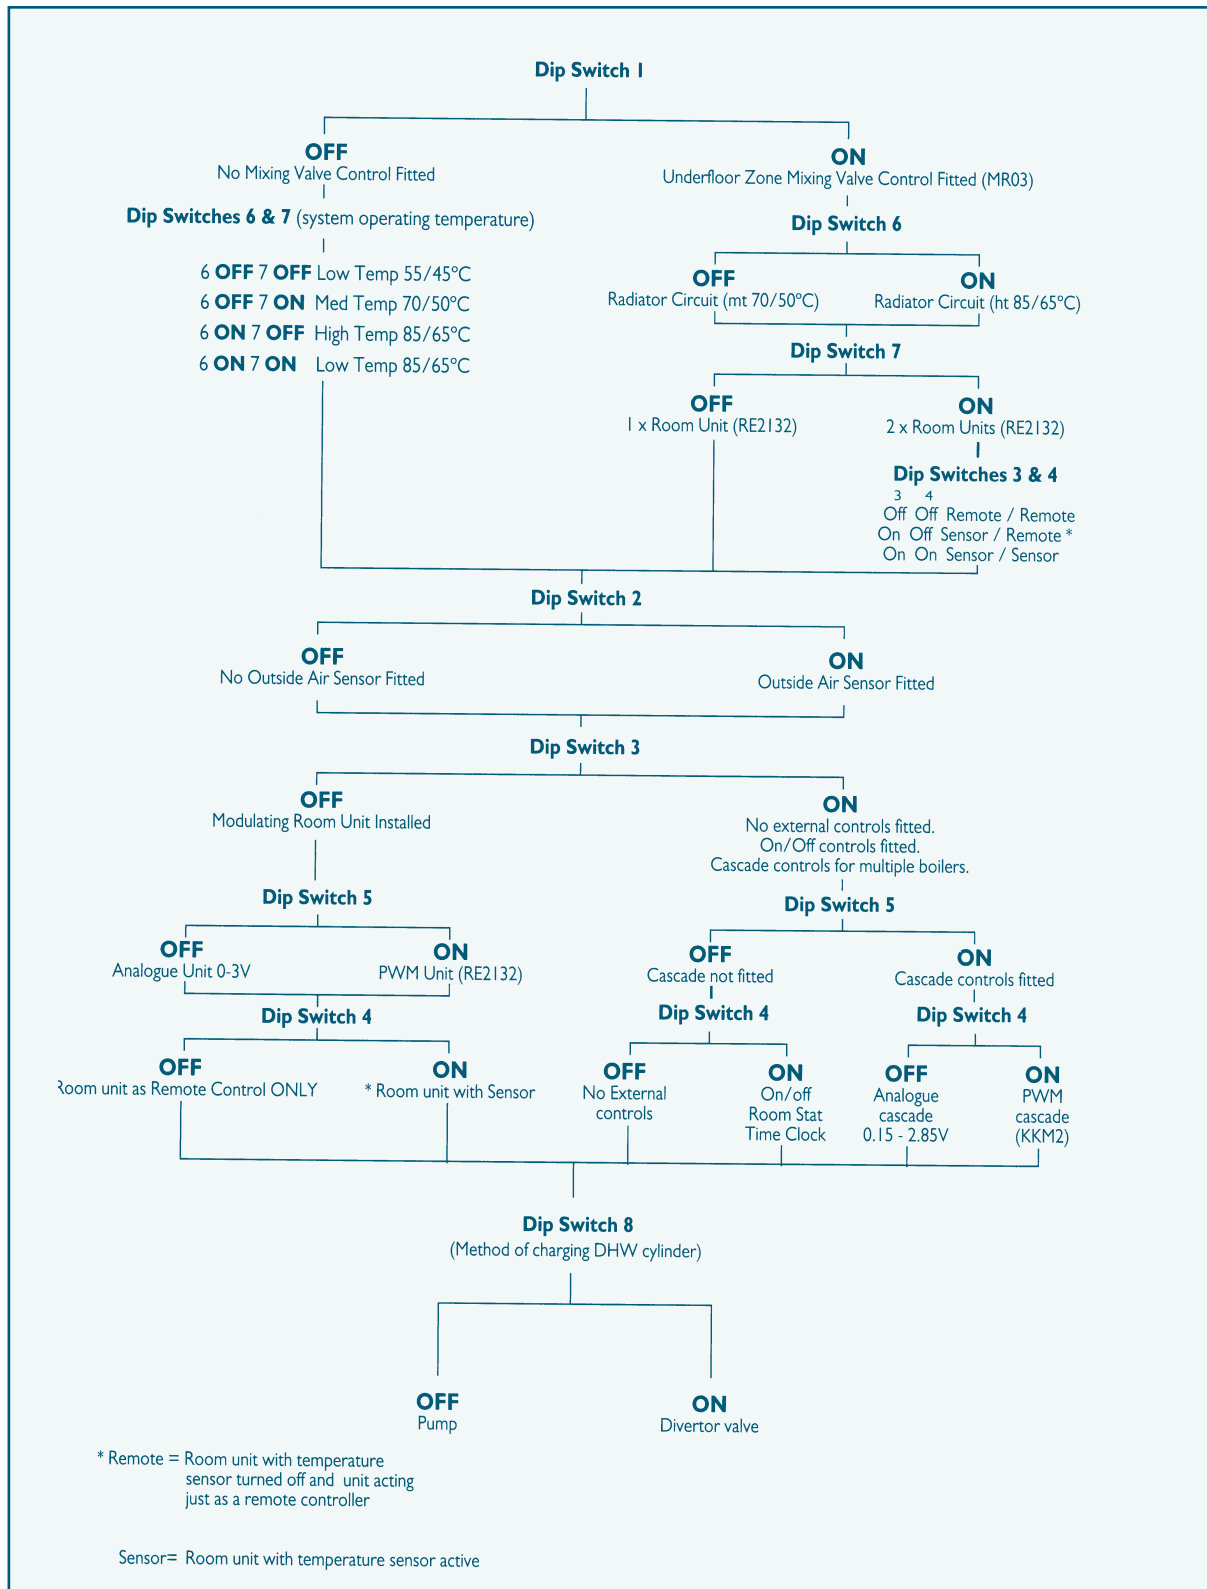 Dip Switch 1
OFF
No Mixing Valve Control Fitted
ON
Underfloor Zone Mixing Valve Control Fitted (MR03)
Dip Switches 6 & 7 (system operating temperature)
6 OFF 7 OFF Low Temp 55/45ºC
6 OFF 7 ON Med Temp 70/50ºC
6 ON 7 OFF High Temp 85/65ºC
6 ON 7 ON Low Temp 85/65ºC
Dip Switch 6
OFF
Radiator Circuit (mt 70/50ºC)
ON
Radiator Circuit (ht 85/65ºC)
Dip Switch 7
OFF
1 x Room Unit (RE2132)
ON
2 x Room Units (RE2132)
Dip Switches 3 & 4
3 4
Off Off Remote / Remote
On Off Sensor / Remote *
On On Sensor / Sensor
Dip Switch 2
OFF
No Outside Air Sensor Fitted
ON
Outside Air Sensor Fitted
Dip Switch 3
OFF
Modulating Room Unit Installed
ON
No external controls fitted.
On/Off controls fitted.
Cascade controls for multiple boilers.
Dip Switch 5
OFF
Analogue Unit 0-3V
ON
PWM Unit (RE2132)
Dip Switch 4
OFF
Room unit as Remote Control ONLY
ON
* Room unit with Sensor
Dip Switch 5
OFF
Cascade not fitted
ON
Cascade controls fitted
Dip Switch 4
OFF
No External
controls
ON
On/off
Room Stat
Time Clock
Dip Switch 4
OFF
Analogue
cascade
0.15 - 2.85V
ON
PWM
cascade
(KKM2)
Dip Switch 8
(Method of charging DHW cylinder)
OFF
Pump
ON
Divertor valve
* Remote = Room unit with temperature
sensor turned off and unit acting
just as a remote controller
Sensor= Room unit with temperature sensor active